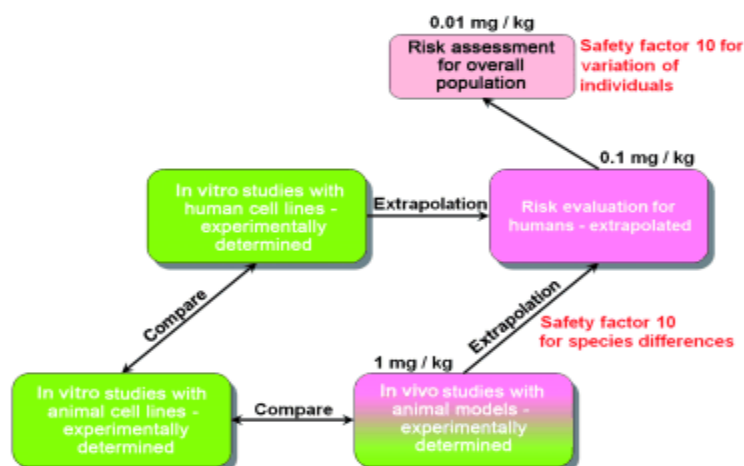 0.01 mg / kg
Risk assessment
for overall
population
Safety factor 10 for
variation of
individuals
0.1 mg / kg
In vitro studies with
human cell lines -
experimentally
determined
Extrapolation
Risk evaluation for
humans - extrapolated
Compare
Extrapolation
Safety factor 10
for species differences
1 mg / kg
In vitro studies with
animal cell lines -
experimentally
determined
Compare
In vivo studies with
animal models -
experimentally
determined